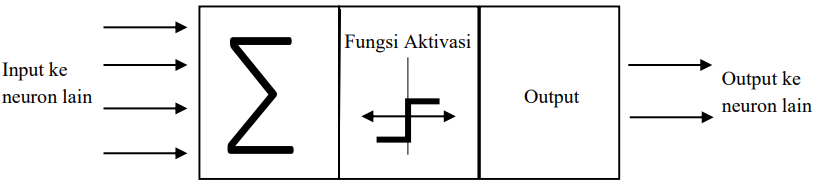 Input ke
neuron lain
∑
Fungsi Aktivasi
Output
Output ke
neuron lain